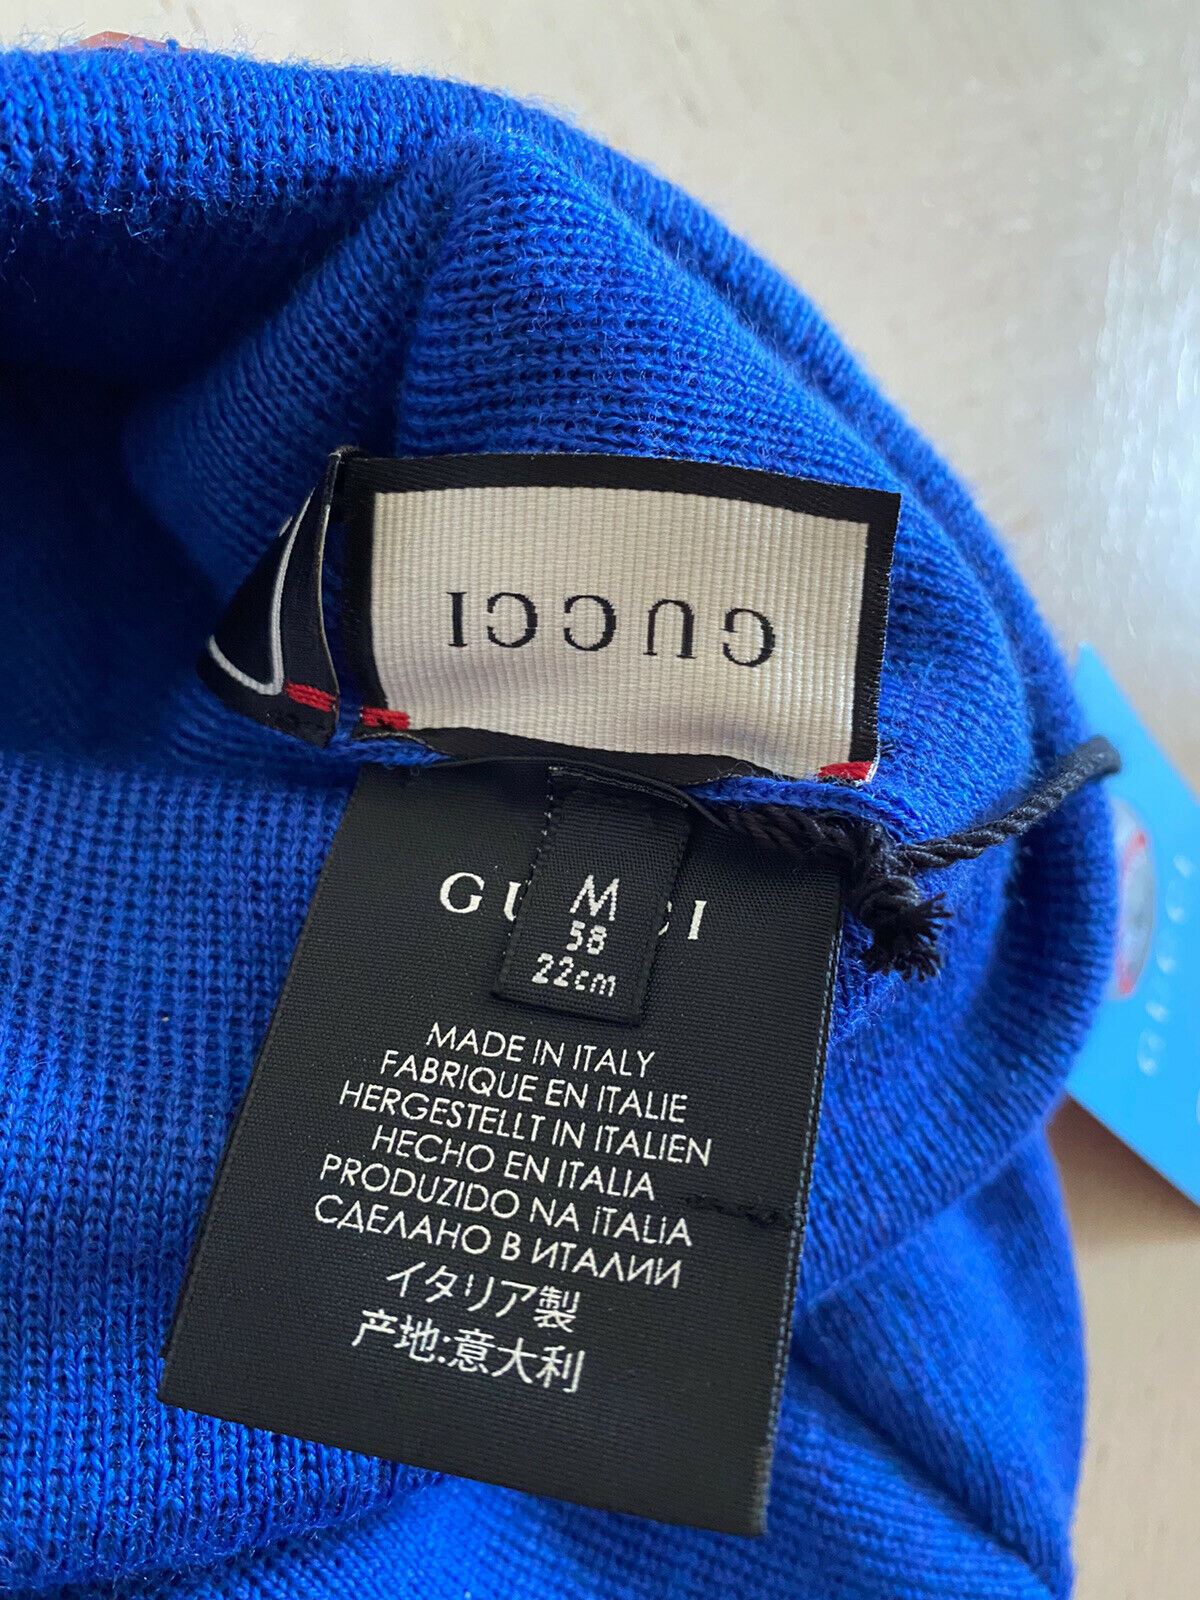 GUCCI
GUCCI
M
58
22cm
MADE IN ITALY
FABRIQUE EN ITALIE
HERGESTELLT IN ITALIEN
HECHO EN ITALIA
PRODUZIDO NA iTALiA
СДЕЛАНО В ИТАЛИИ
イタリア製
产地:意大利
GUCCI